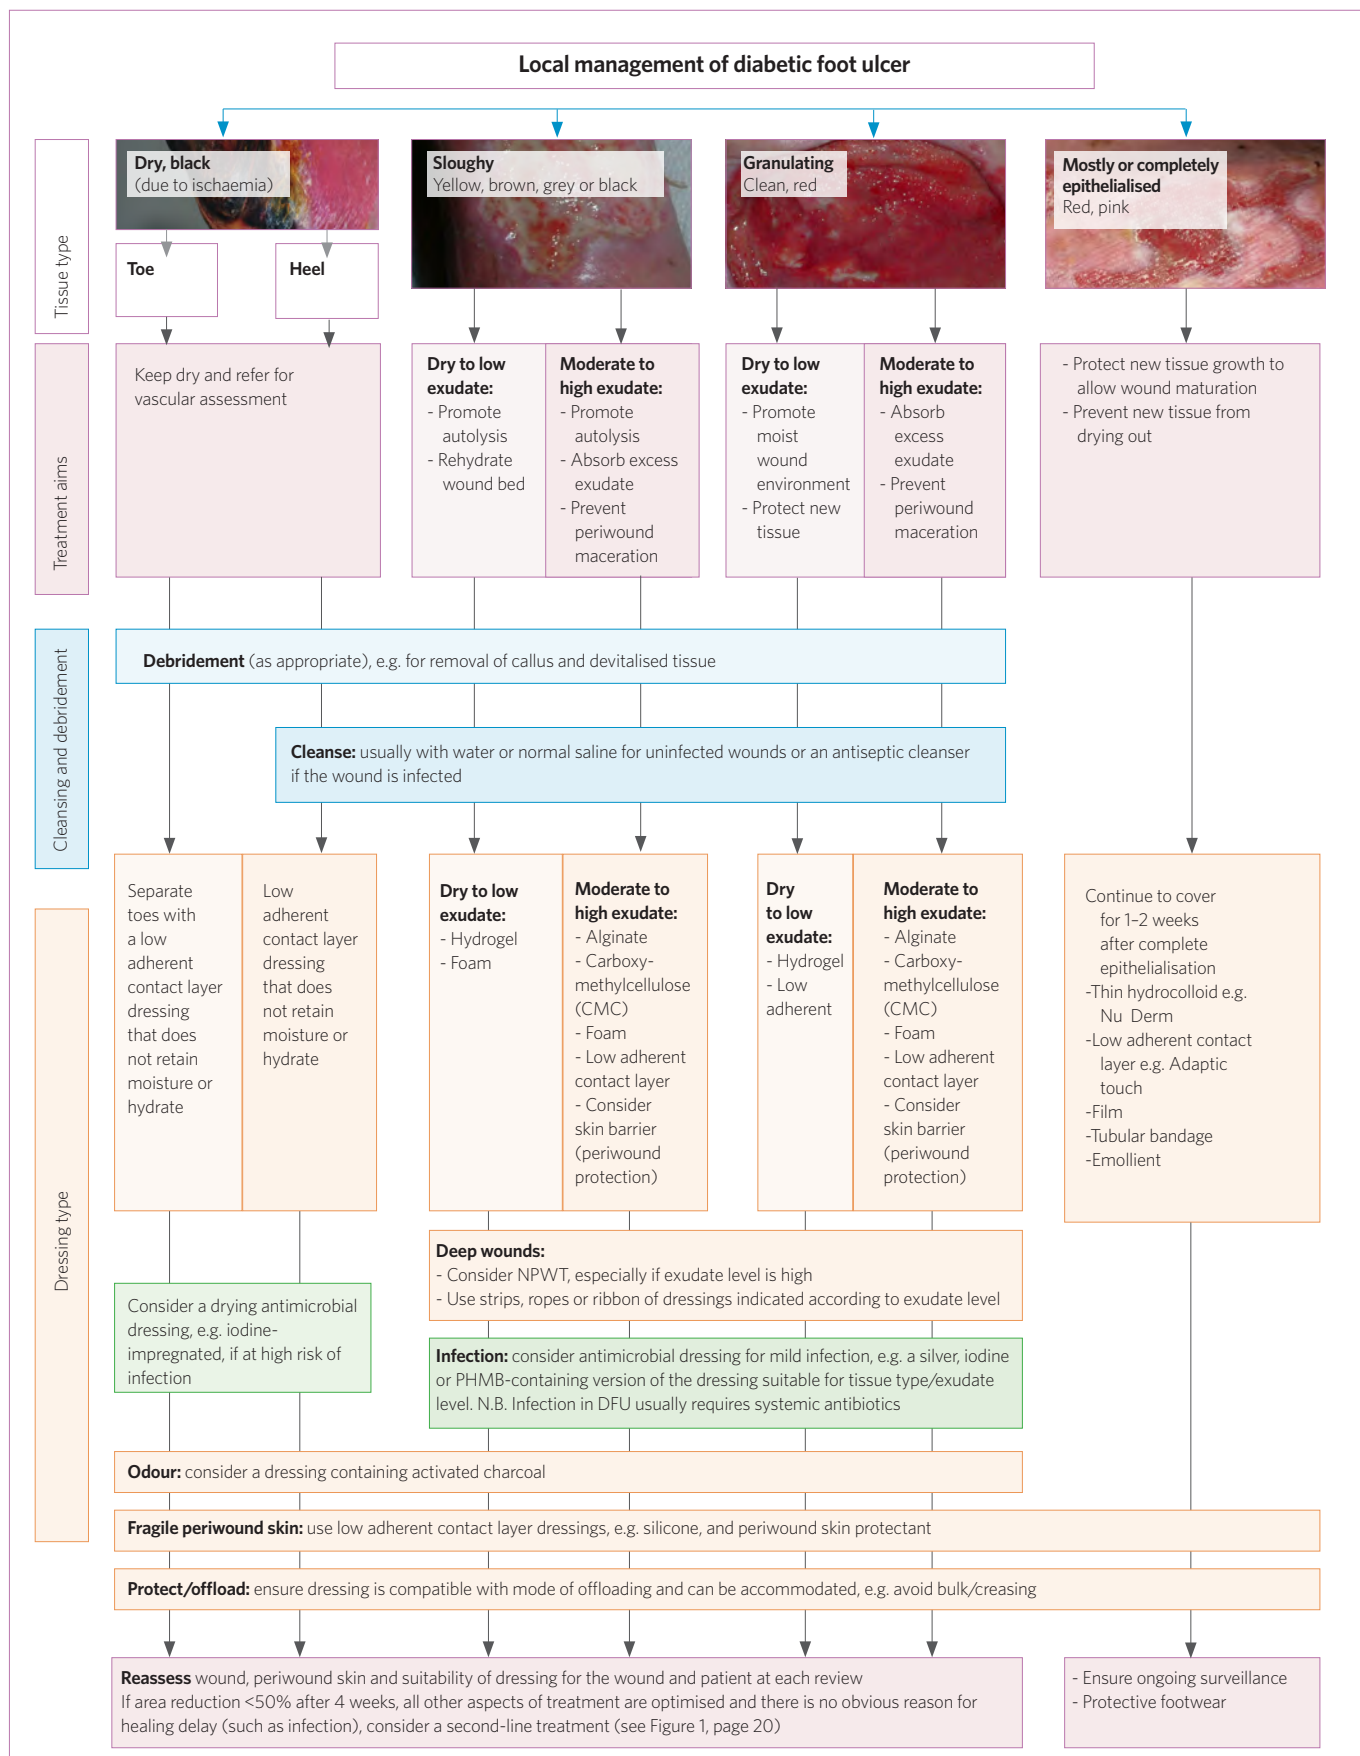 Local management of diabetic foot ulcer
Tissue type
Dry, black
(due to ischaemia)
Sloughy
Yellow, brown, grey or black
Granulating
Clean, red
Mostly or completely
epithelialised
Red, pink
Toe
Heel
Treatment aims
Keep dry and refer for
vascular assessment
Dry to low
exudate:
- Promote
autolysis
- Rehydrate
wound bed
Moderate to
high exudate:
- Promote
autolysis
- Absorb excess
exudate
- Prevent
periwound
maceration
Dry to low
exudate:
- Promote
moist
wound
environment
- Protect new
tissue
Moderate to
high exudate:
- Absorb
excess
exudate
- Prevent
periwound
maceration
- Protect new tissue growth to
allow wound maturation
- Prevent new tissue from
drying out
Cleansing and debridement
Debridement (as appropriate), e.g. for removal of callus and devitalised tissue
Cleanse: usually with water or normal saline for uninfected wounds or an antiseptic cleanser
if the wound is infected
Dressing type
Separate
toes with
a low
adherent
contact layer
dressing
that does
not retain
moisture or
hydrate
Low
adherent
contact layer
dressing
that does
not retain
moisture or
hydrate
Dry to low
exudate:
- Hydrogel
- Foam
Moderate to
high exudate:
- Alginate
- Carboxy-
methylcellulose
(CMC)
- Foam
- Low adherent
contact layer
- Consider
skin barrier
(periwound
protection)
Dry
to low
exudate:
- Hydrogel
- Low
adherent
Moderate to
high exudate:
- Alginate
- Carboxy-
methylcellulose
(CMC)
- Foam
- Low adherent
contact layer
- Consider
skin barrier
(periwound
protection)
Continue to cover
for 1–2 weeks
after complete
epithelialisation
-Thin hydrocolloid e.g.
Nu Derm
-Low adherent contact
layer e.g. Adaptic
touch
-Film
-Tubular bandage
-Emollient
Deep wounds:
- Consider NPWT, especially if exudate level is high
- Use strips, ropes or ribbon of dressings indicated according to exudate level
Consider a drying antimicrobial
dressing, e.g. iodine-
impregnated, if at high risk of
infection
Infection: consider antimicrobial dressing for mild infection, e.g. a silver, iodine
or PHMB-containing version of the dressing suitable for tissue type/exudate
level. N.B. Infection in DFU usually requires systemic antibiotics
Odour: consider a dressing containing activated charcoal
Fragile periwound skin: use low adherent contact layer dressings, e.g. silicone, and periwound skin protectant
Protect/offload: ensure dressing is compatible with mode of offloading and can be accommodated, e.g. avoid bulk/creasing
Reassess wound, periwound skin and suitability of dressing for the wound and patient at each review
If area reduction <50% after 4 weeks, all other aspects of treatment are optimised and there is no obvious reason for
healing delay (such as infection), consider a second-line treatment (see Figure 1, page 20)
- Ensure ongoing surveillance
- Protective footwear